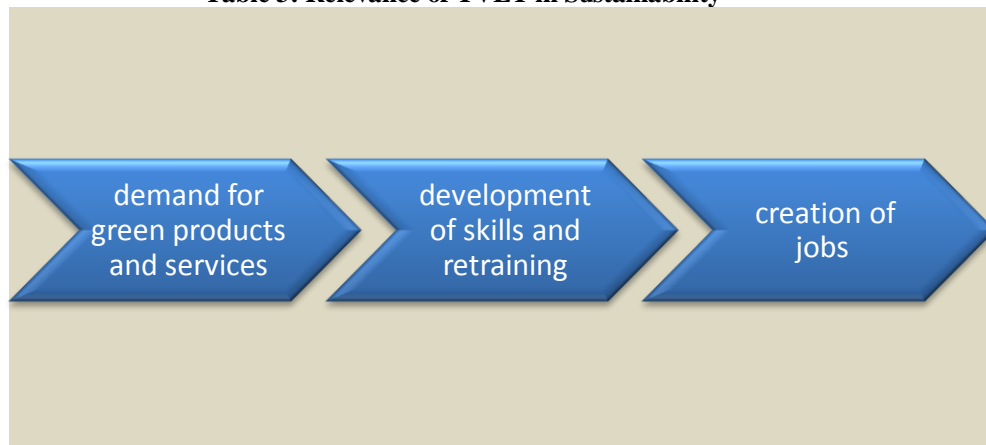 Table 3: Relevance of TVET in Sustainability
demand for
green products
and services
development
of skills and
retraining
creation of
jobs